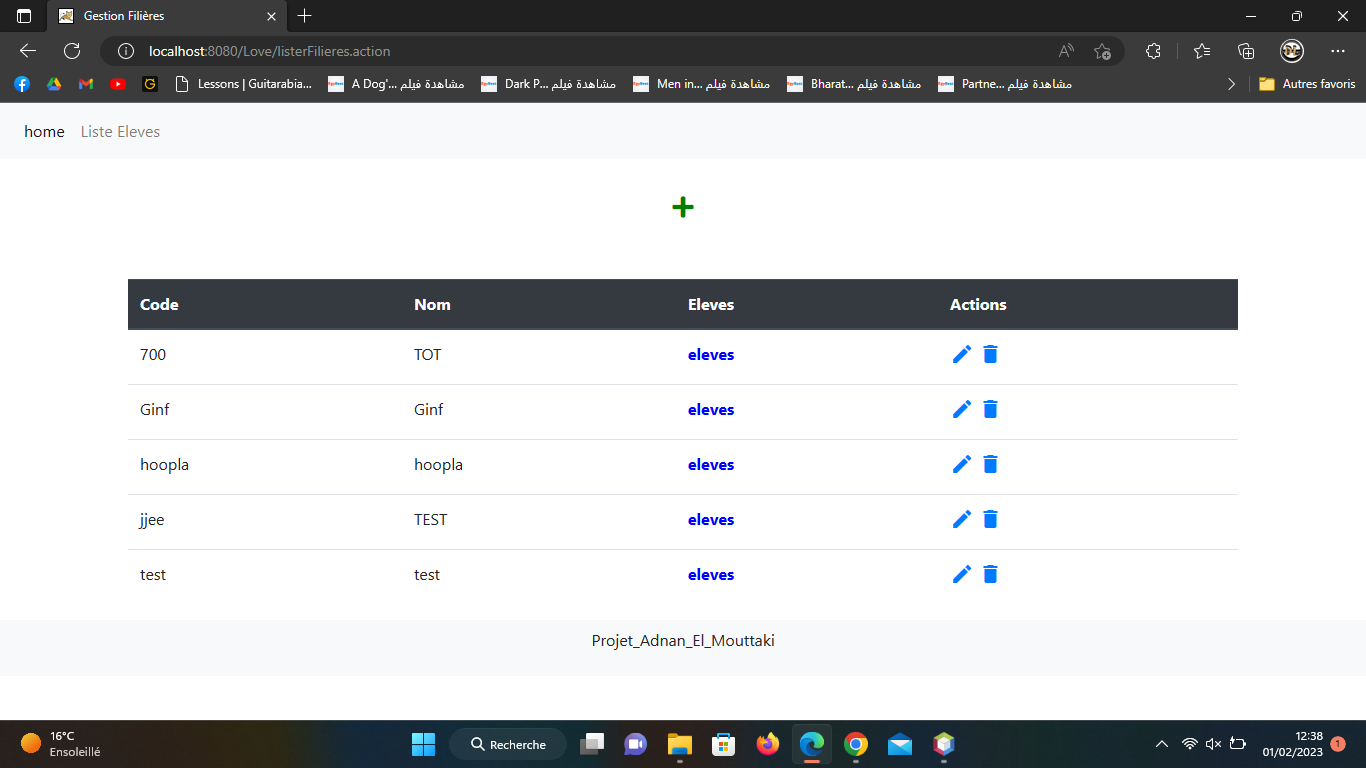 Gestion Filières
localhost:8080/Love/listerFilieres.action
Lessons | Guitarabia... مشاهدة فيلم ...'A Dog مشاهدة فيلم ...Dark P مشاهدة فيلم ...Men in مشاهدة فيلم ...Bharat مشاهدة فيلم ...Partne Autres favoris
home Liste Eleves
+
Code Nom Eleves Actions
700 TOT eleves
Ginf Ginf eleves
hoopla hoopla eleves
jjee TEST eleves
test test eleves
Projet_Adnan_El_Mouttaki
16°C
Ensoleillé
Recherche
12:38
01/02/2023
1